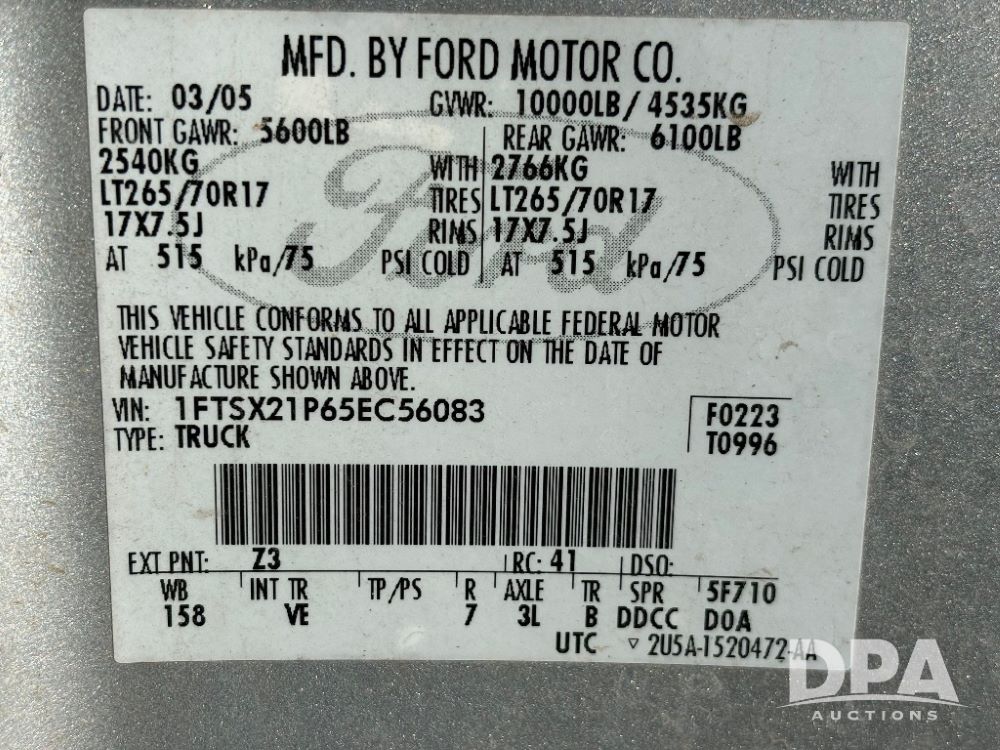 MFD. BY FORD MOTOR CO.
DATE: 03/05 GVWR: 10000LB/ 4535KG
FRONT GAWR: 5600LB REAR GAWR: 6100LB
2540KG WITH 2766KG WITH
LT265/70R17 TIRES LT265/70R17 TIRES
17X7.5J RIMS 17X7.5J RIMS
AT 515 kPa/75 PSI COLD AT 515 kPa/75 PSI COLD
Ford
THIS VEHICLE CONFORMS TO ALL APPLICABLE FEDERAL MOTOR
VEHICLE SAFETY STANDARDS IN EFFECT ON THE DATE OF
MANUFACTURE SHOWN ABOVE.
VIN: 1FTSX21P65EC56083 F0223
TYPE: TRUCK T0996
EXT PNT: Z3 RC: 41 DSO:
WB INT TR TP/PS R AXLE TR SPR 5F710
158 VE 7 3L B DDCC DOA
UTC ▿ 2U5A-1520472-AA
DPA
AUCTIONS